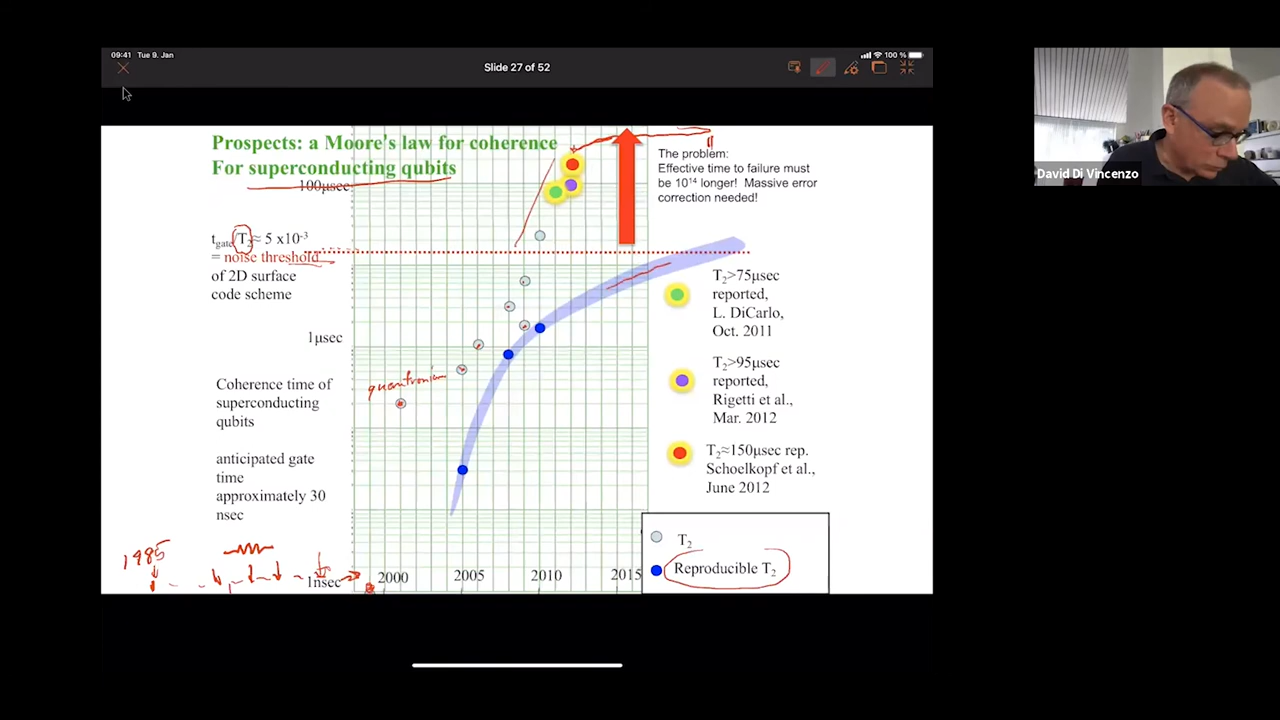 09:41 Tue 9. Jan
100 %
Slide 27 of 52
Prospects: a Moore's law for coherence
For superconducting qubits
100μsec
The problem:
Effective time to failure must
be 10¹⁴ longer! Massive error
correction needed!
t_gate/T₂≈ 5 x10⁻³
= noise threshold
of 2D surface
code scheme
1μsec
quantronium
Coherence time of
superconducting
qubits
anticipated gate
time
approximately 30
nsec
T₂>75μsec
reported,
L. DiCarlo,
Oct. 2011
T₂>95μsec
reported,
Rigetti et al.,
Mar. 2012
T₂≈150μsec rep.
Schoelkopf et al.,
June 2012
T₂
Reproducible T₂
1985
1nsec
2000 2005 2010 2015
David Di Vincenzo